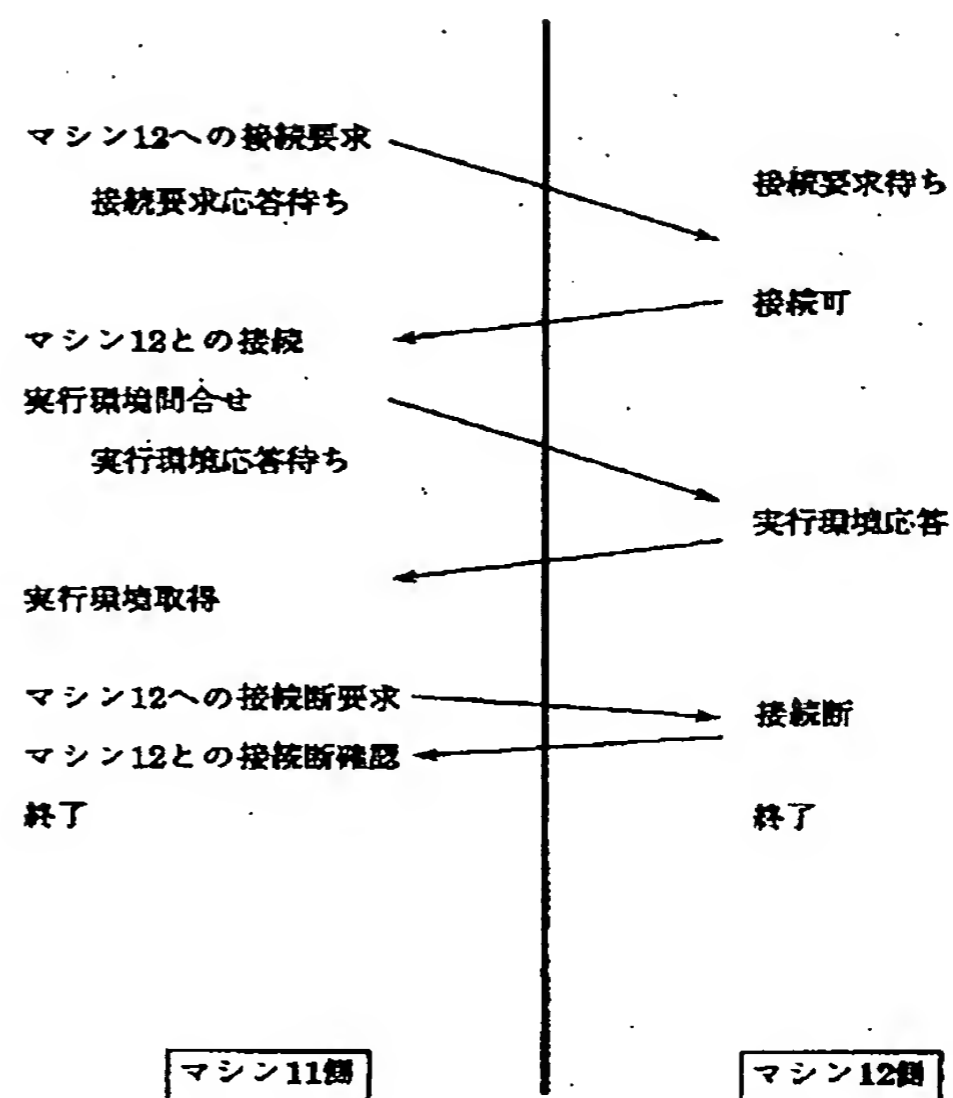 マシン12への接続要求
接続要求応答待ち
接続要求待ち
接続可
マシン12との接続
実行環境問合せ
実行環境応答待ち
実行環境応答
実行環境取得
マシン12への接続断要求
接続断
マシン12との接続断確認
終了
終了
マシン11側
マシン12側